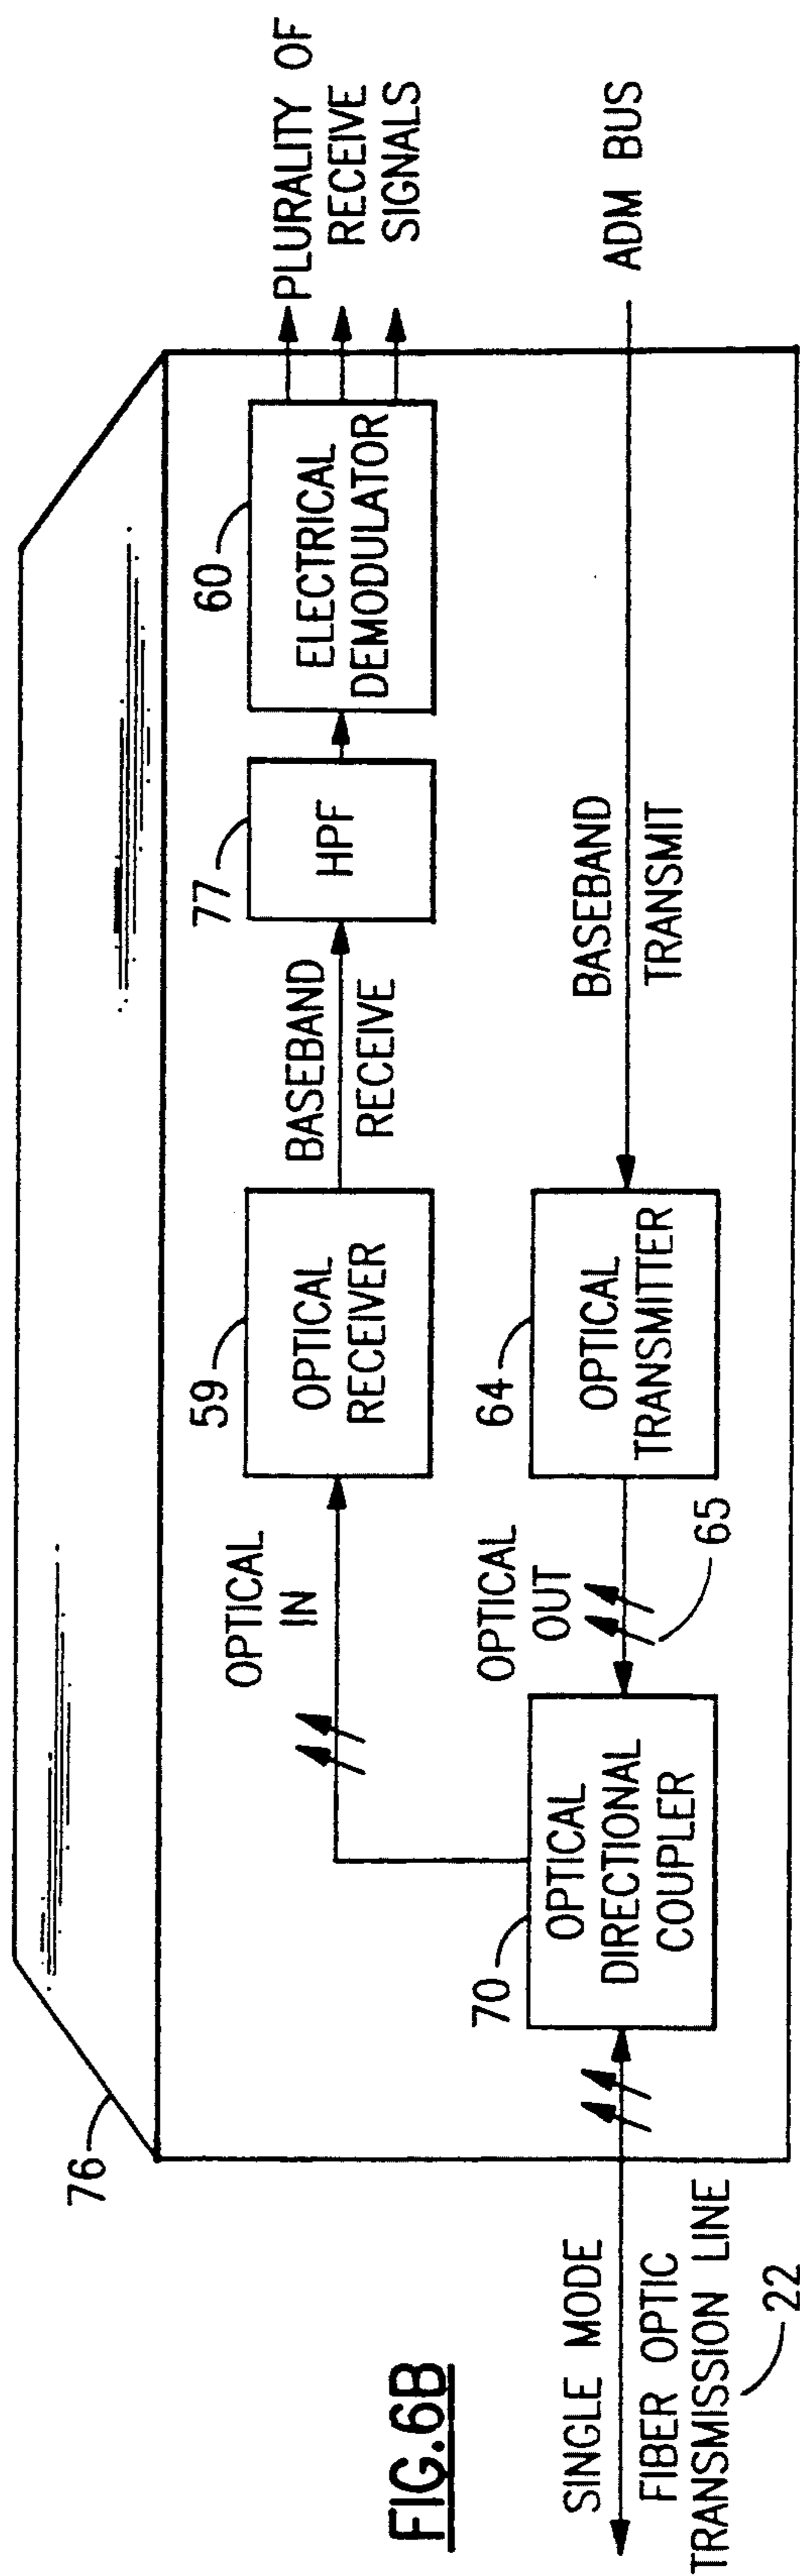 76
PLURALITY OF
RECEIVE
SIGNALS
60
ELECTRICAL
DEMODULATOR
77
HPF
BASEBAND
RECEIVE
59
OPTICAL
RECEIVER
OPTICAL
IN
ADM BUS
BASEBAND
TRANSMIT
64
OPTICAL
TRANSMITTER
OPTICAL
OUT
65
70
OPTICAL
DIRECTIONAL
COUPLER
SINGLE MODE
FIBER OPTIC
TRANSMISSION LINE
22
FIG.6B